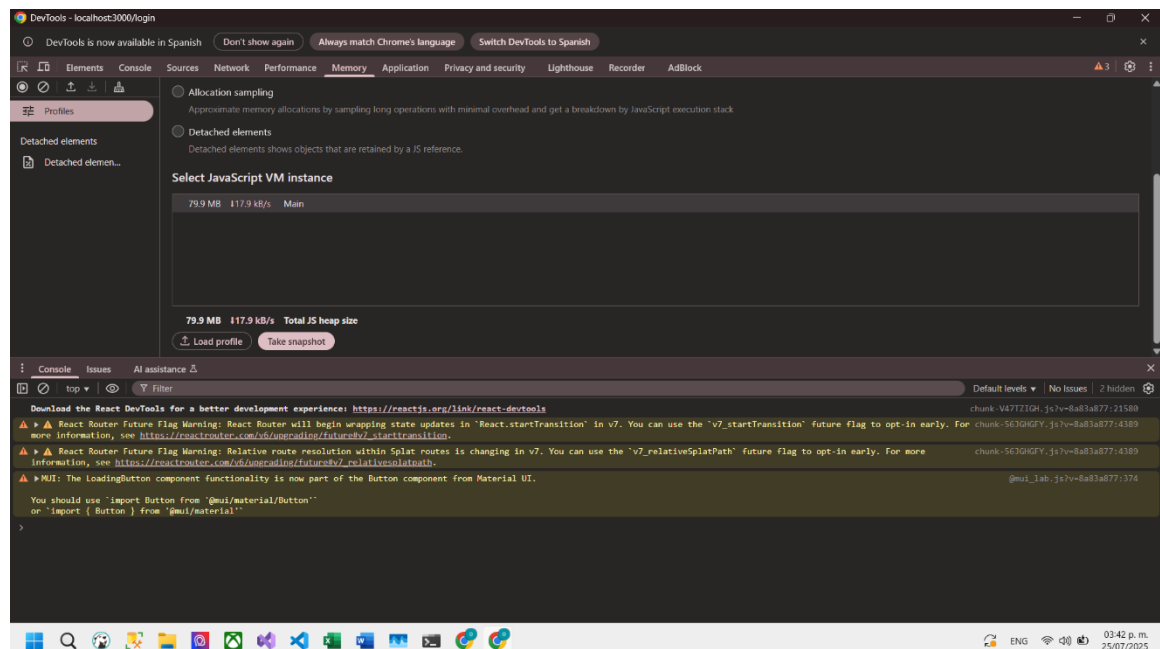 DevTools - localhost:3000/login
DevTools is now available in Spanish Don't show again Always match Chrome's language Switch DevTools to Spanish
Elements Console Sources Network Performance Memory Application Privacy and security Lighthouse Recorder AdBlock 3
Profiles
Detached elements
Detached elemen...
Allocation sampling
Approximate memory allocations by sampling long operations with minimal overhead and get a breakdown by JavaScript execution stack
Detached elements
Detached elements shows objects that are retained by a JS reference.
Select JavaScript VM instance
79.9 MB ⬇17.9 kB/s Main
79.9 MB ⬇17.9 kB/s Total JS heap size
Load profile Take snapshot
Console Issues AI assistance
top Filter Default levels No Issues 2 hidden
Download the React DevTools for a better development experience: https://reactjs.org/link/react-devtools chunk-V47TZIGH.js?v=8a83a877:21580
React Router Future Flag Warning: React Router will begin wrapping state updates in `React.startTransition` in v7. You can use the `v7_startTransition` future flag to opt-in early. For chunk-56JGHGFY.js?v=8a83a877:4389
more information, see https://reactrouter.com/v6/upgrading/future#v7_starttransition.
React Router Future Flag Warning: Relative route resolution within Splat routes is changing in v7. You can use the `v7_relativeSplatPath` future flag to opt-in early. For more chunk-56JGHGFY.js?v=8a83a877:4389
information, see https://reactrouter.com/v6/upgrading/future#v7_relativesplatpath.
MUI: The LoadingButton component functionality is now part of the Button component from Material UI. @mui_lab.js?v=8a83a877:374
You should use `import Button from '@mui/material/Button'`
or `import { Button } from '@mui/material'`
ENG 03:42 p. m.
25/07/2025